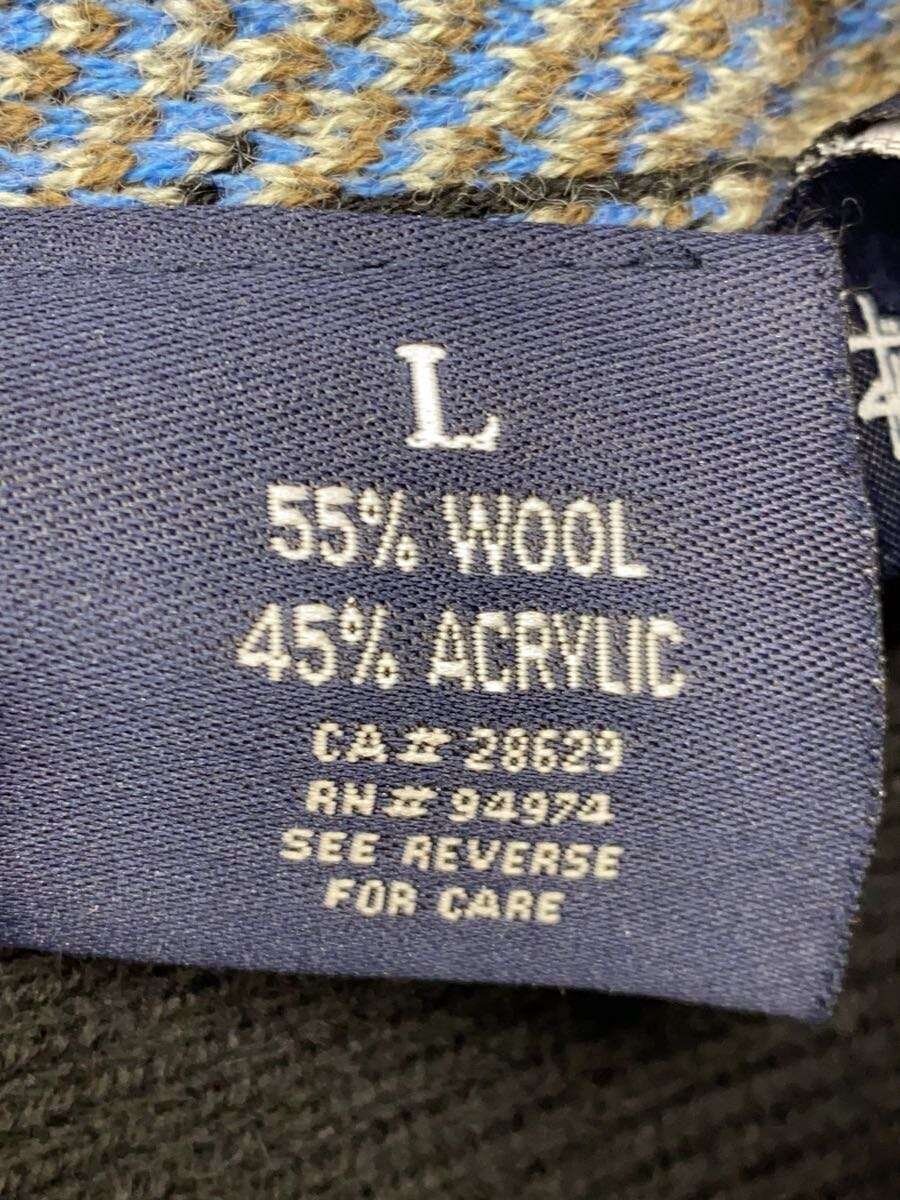 L
55% WOOL
45% ACRYLIC
CA# 28629
RN# 94974
SEE REVERSE
FOR CARE